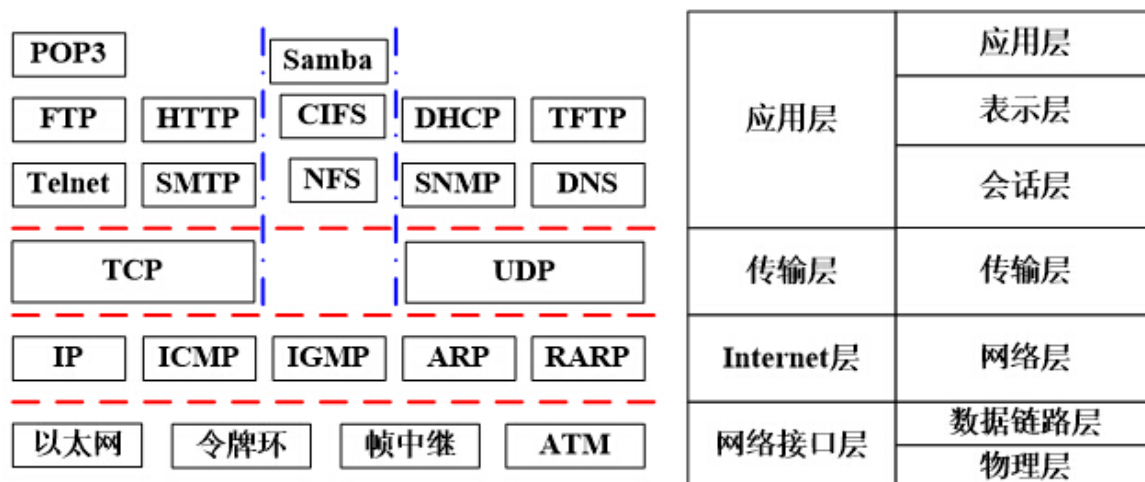 POP3 Samba
FTP HTTP CIFS DHCP TFTP
Telnet SMTP NFS SNMP DNS
TCP UDP
IP ICMP IGMP ARP RARP
以太网 令牌环 帧中继 ATM
应用层 应用层
表示层
会话层
传输层 传输层
Internet层 网络层
网络接口层 数据链路层
物理层